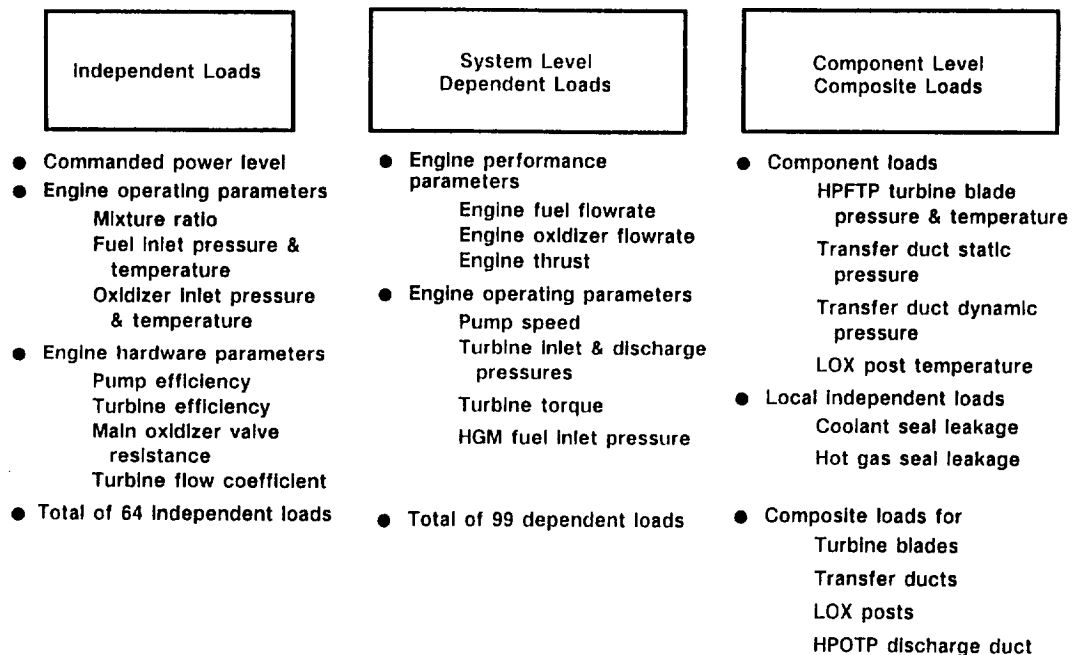 Independent Loads
● Commanded power level
● Engine operating parameters
Mixture ratio
Fuel inlet pressure &
temperature
Oxidizer inlet pressure
& temperature
● Engine hardware parameters
Pump efficiency
Turbine efficiency
Main oxidizer valve
resistance
Turbine flow coefficient
● Total of 64 independent loads
System Level
Dependent Loads
● Engine performance
parameters
Engine fuel flowrate
Engine oxidizer flowrate
Engine thrust
● Engine operating parameters
Pump speed
Turbine inlet & discharge
pressures
Turbine torque
HGM fuel inlet pressure
● Total of 99 dependent loads
Component Level
Composite Loads
● Component loads
HPFTP turbine blade
pressure & temperature
Transfer duct static
pressure
Transfer duct dynamic
pressure
LOX post temperature
● Local independent loads
Coolant seal leakage
Hot gas seal leakage
● Composite loads for
Turbine blades
Transfer ducts
LOX posts
HPOTP discharge duct